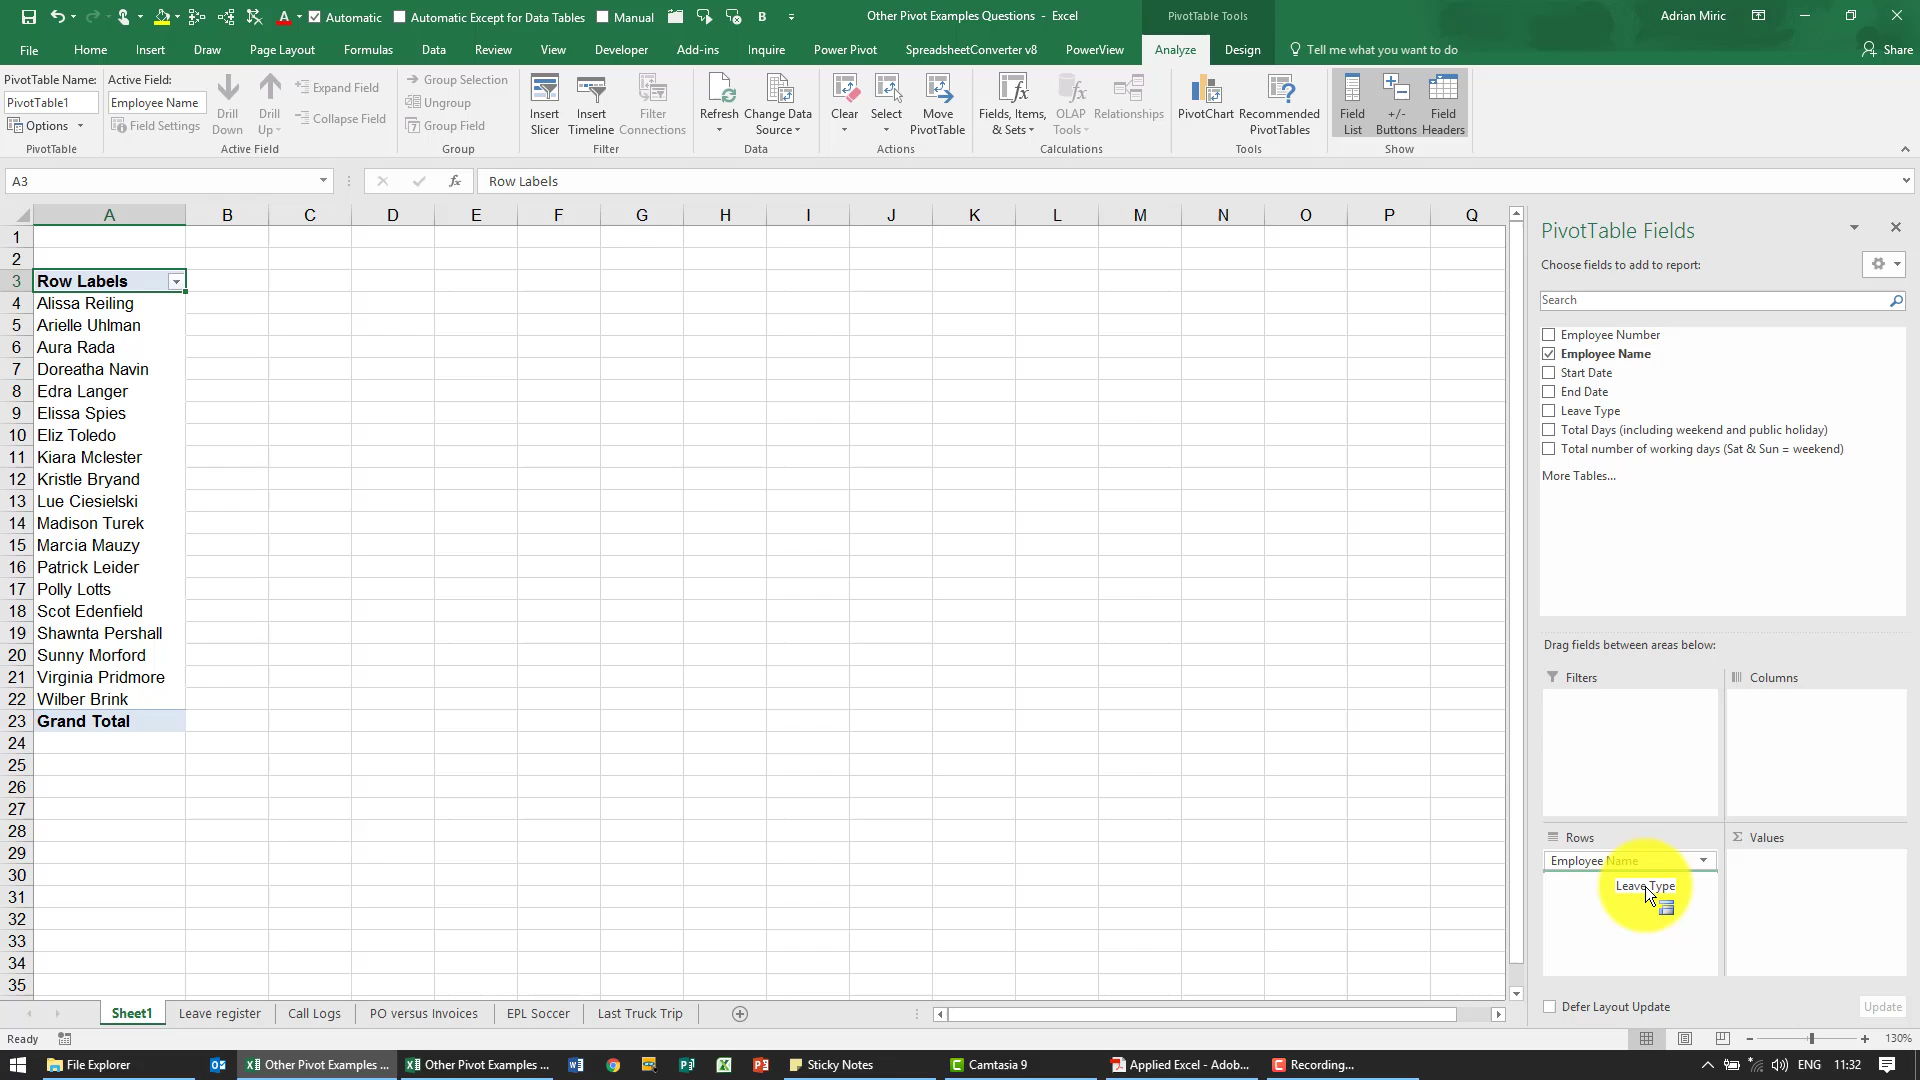 Automatic Automatic Except for Data Tables Manual B Other Pivot Examples Questions - Excel PivotTable Tools Adrian Miric
File Home Insert Draw Page Layout Formulas Data Review View Developer Add-ins Inquire Power Pivot SpreadsheetConverter v8 PowerView Analyze Design Tell me what you want to do Share
PivotTable Name:
PivotTable1
Options
PivotTable
Active Field:
Employee Name
Field Settings
Drill Down
Drill Up
Expand Field
Collapse Field
Active Field
Group Selection
Ungroup
Group Field
Group
Insert Slicer
Insert Timeline
Filter Connections
Filter
Refresh
Change Data Source
Data
Clear
Select
Move PivotTable
Actions
Fields, Items, & Sets
OLAP Tools
Relationships
Calculations
PivotChart
Recommended PivotTables
Tools
Field List
+/- Buttons
Field Headers
Show
A3 fx Row Labels
A B C D E F G H I J K L M N O P Q
1
2
3 Row Labels
4 Alissa Reiling
5 Arielle Uhlman
6 Aura Rada
7 Doreatha Navin
8 Edra Langer
9 Elissa Spies
10 Eliz Toledo
11 Kiara Mclester
12 Kristle Bryand
13 Lue Ciesielski
14 Madison Turek
15 Marcia Mauzy
16 Patrick Leider
17 Polly Lotts
18 Scot Edenfield
19 Shawnta Pershall
20 Sunny Morford
21 Virginia Pridmore
22 Wilber Brink
23 Grand Total
24
25
26
27
28
29
30
31
32
33
34
35
PivotTable Fields
Choose fields to add to report:
Search
Employee Number
Employee Name
Start Date
End Date
Leave Type
Total Days (including weekend and public holiday)
Total number of working days (Sat & Sun = weekend)
More Tables...
Drag fields between areas below:
Filters
Columns
Rows
Values
Employee Name
Leave Type
Defer Layout Update Update
Sheet1 Leave register Call Logs PO versus Invoices EPL Soccer Last Truck Trip
Ready 130%
File Explorer Other Pivot Examples ... Other Pivot Examples ... Sticky Notes Camtasia 9 Applied Excel - Adob... Recording... ENG 11:32